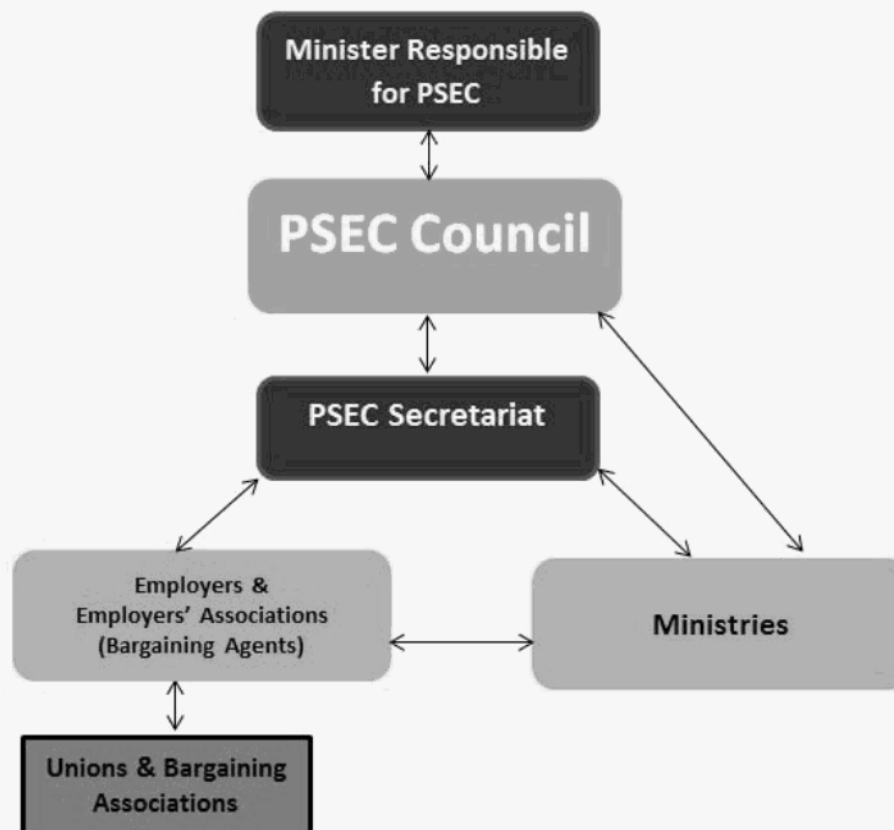 Minister Responsible
for PSEC
PSEC Council
PSEC Secretariat
Employers &
Employers’ Associations
(Bargaining Agents)
Ministries
Unions & Bargaining
Associations